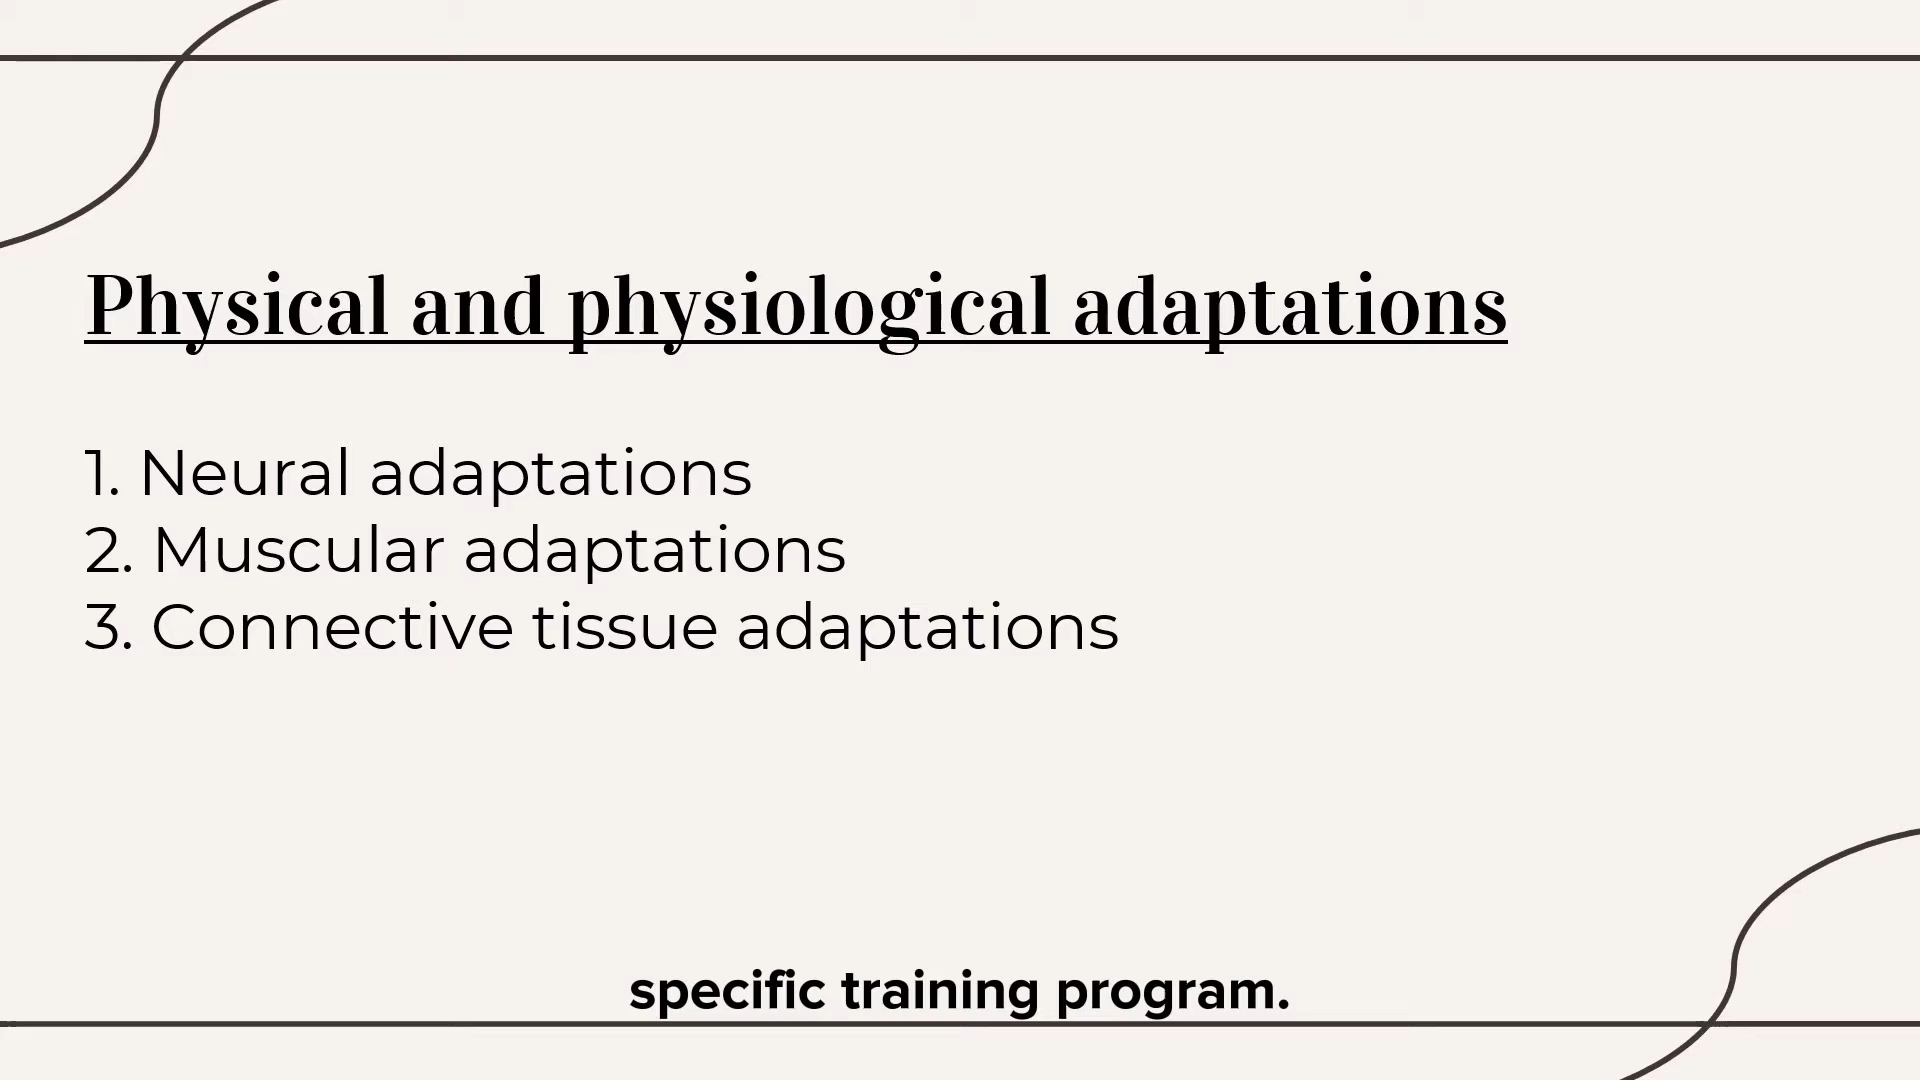 Physical and physiological adaptations
1. Neural adaptations
2. Muscular adaptations
3. Connective tissue adaptations
specific training program.